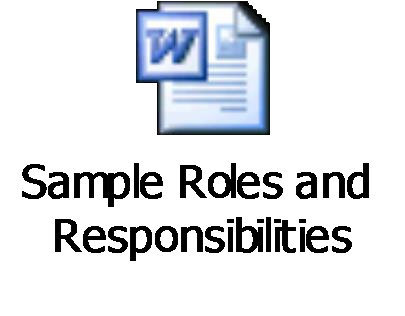 W
Sample Roles and
Responsibilities